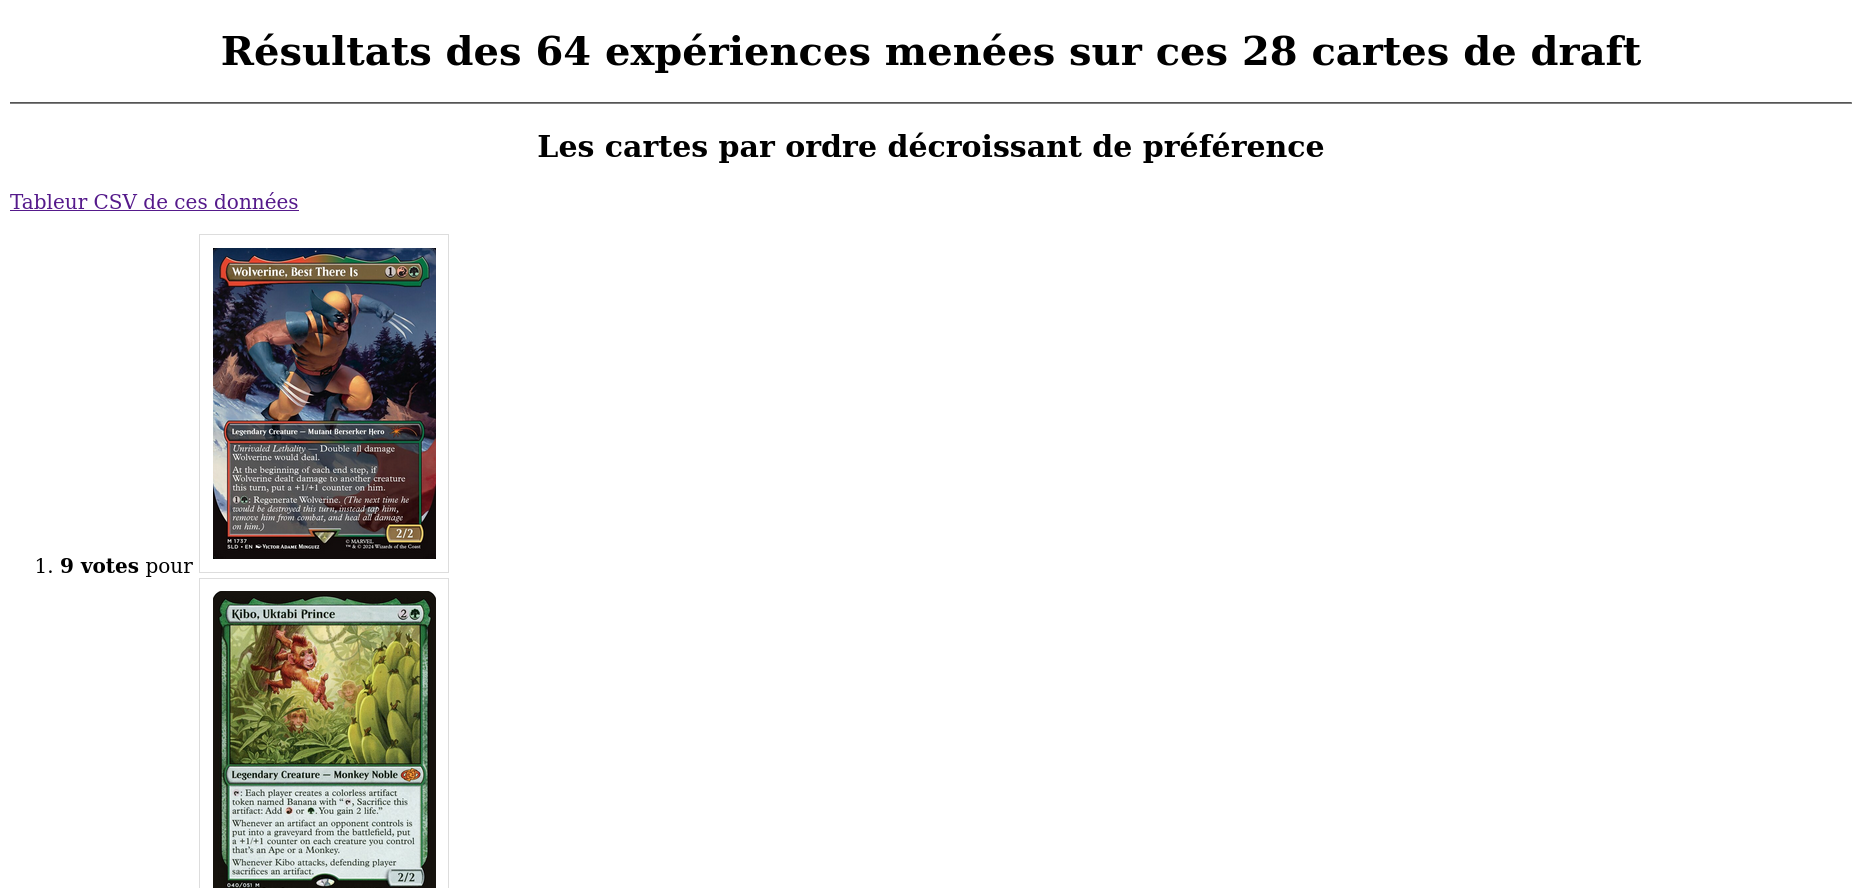 Résultats des 64 expériences menées sur ces 28 cartes de draft
Les cartes par ordre décroissant de préférence
Tableur CSV de ces données
Wolverine, Best There Is
1
Legendary Creature — Mutant Berserker Hero
Unrivaled Lethality — Double all damage
Wolverine would deal.
At the beginning of each end step, if
Wolverine dealt damage to another creature
this turn, put a +1/+1 counter on him.
: Regenerate Wolverine. (The next time he
would be destroyed this turn, instead tap him,
remove him from combat, and heal all damage
on him.)
2/2
M 1737
SLD • EN VICTOR ADAME MINGUEZ
© MARVEL
™ & © 2024 Wizards of the Coast
1. 9 votes pour
Kibo, Uktabi Prince
2
Legendary Creature — Monkey Noble
: Each player creates a colorless artifact
token named Banana with “, Sacrifice this
artifact: Add or . You gain 2 life.”
Whenever an artifact an opponent controls is
put into a graveyard from the battlefield, put
a +1/+1 counter on each creature you control
that’s an Ape or a Monkey.
Whenever Kibo attacks, defending player
sacrifices an artifact.
2/2
040/051 M